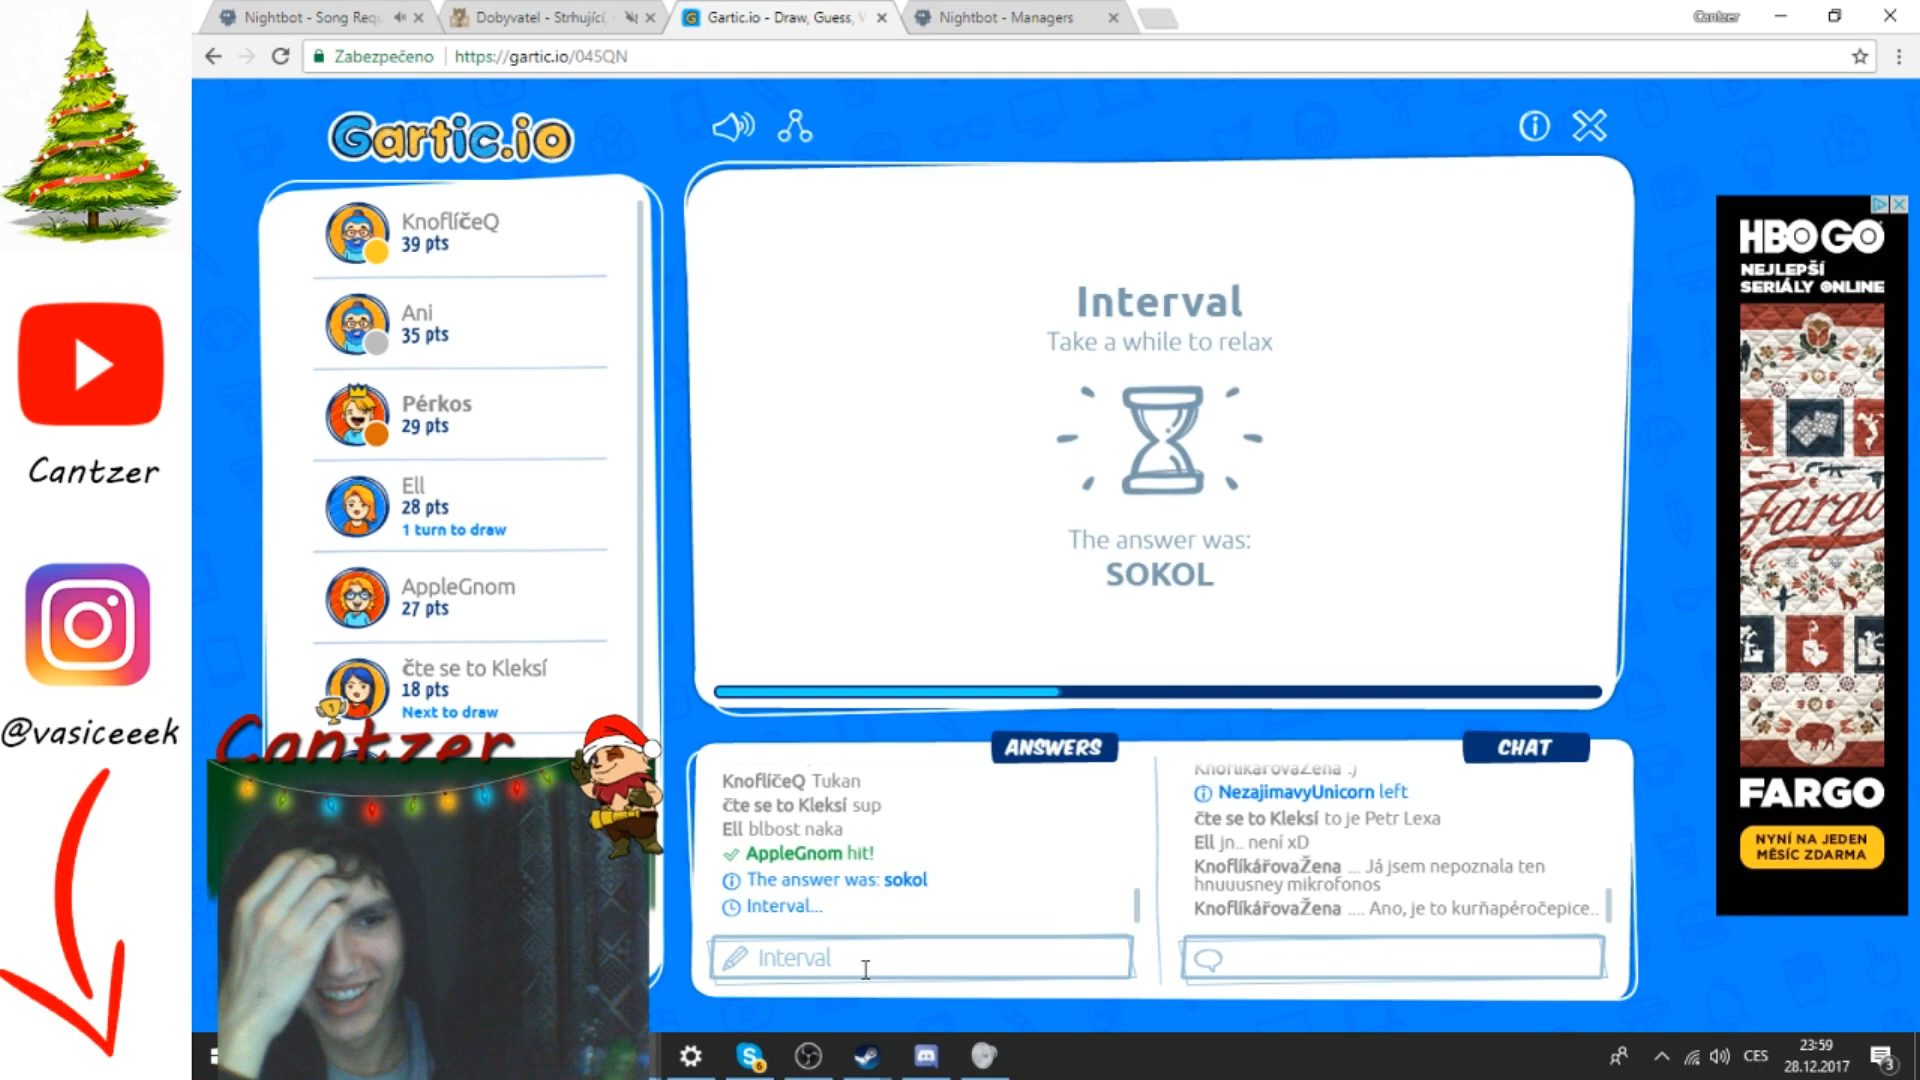 Nightbot - Song Requ
Dobyvatel - Strhující,
Gartic.io - Draw, Guess, W
Nightbot - Managers
Cantzer
Zabezpečeno
https://gartic.io/045QN
Gartic.io
KnoflíčeQ
39 pts
Ani
35 pts
Pérkos
29 pts
Ell
28 pts
1 turn to draw
AppleGnom
27 pts
čte se to Kleksí
18 pts
Next to draw
Interval
Take a while to relax
The answer was:
SOKOL
ANSWERS
KnoflíčeQ Tukan
čte se to Kleksí sup
Ell blbost naka
AppleGnom hit!
The answer was: sokol
Interval...
Interval
CHAT
KnoflíkářovaŽena :)
NezajimavyUnicorn left
čte se to Kleksí to je Petr Lexa
Ell jn.. není xD
KnoflíkářovaŽena ... Já jsem nepoznala ten
hnuuusney mikrofonos
KnoflíkářovaŽena .... Ano, je to kurňapéročepice..
HBO GO
NEJLEPŠÍ
SERIÁLY ONLINE
Fargo
FARGO
NYNÍ NA JEDEN
MĚSÍC ZDARMA
Cantzer
@vasiceeek
Cantzer
6
CES
23:59
28.12.2017
3